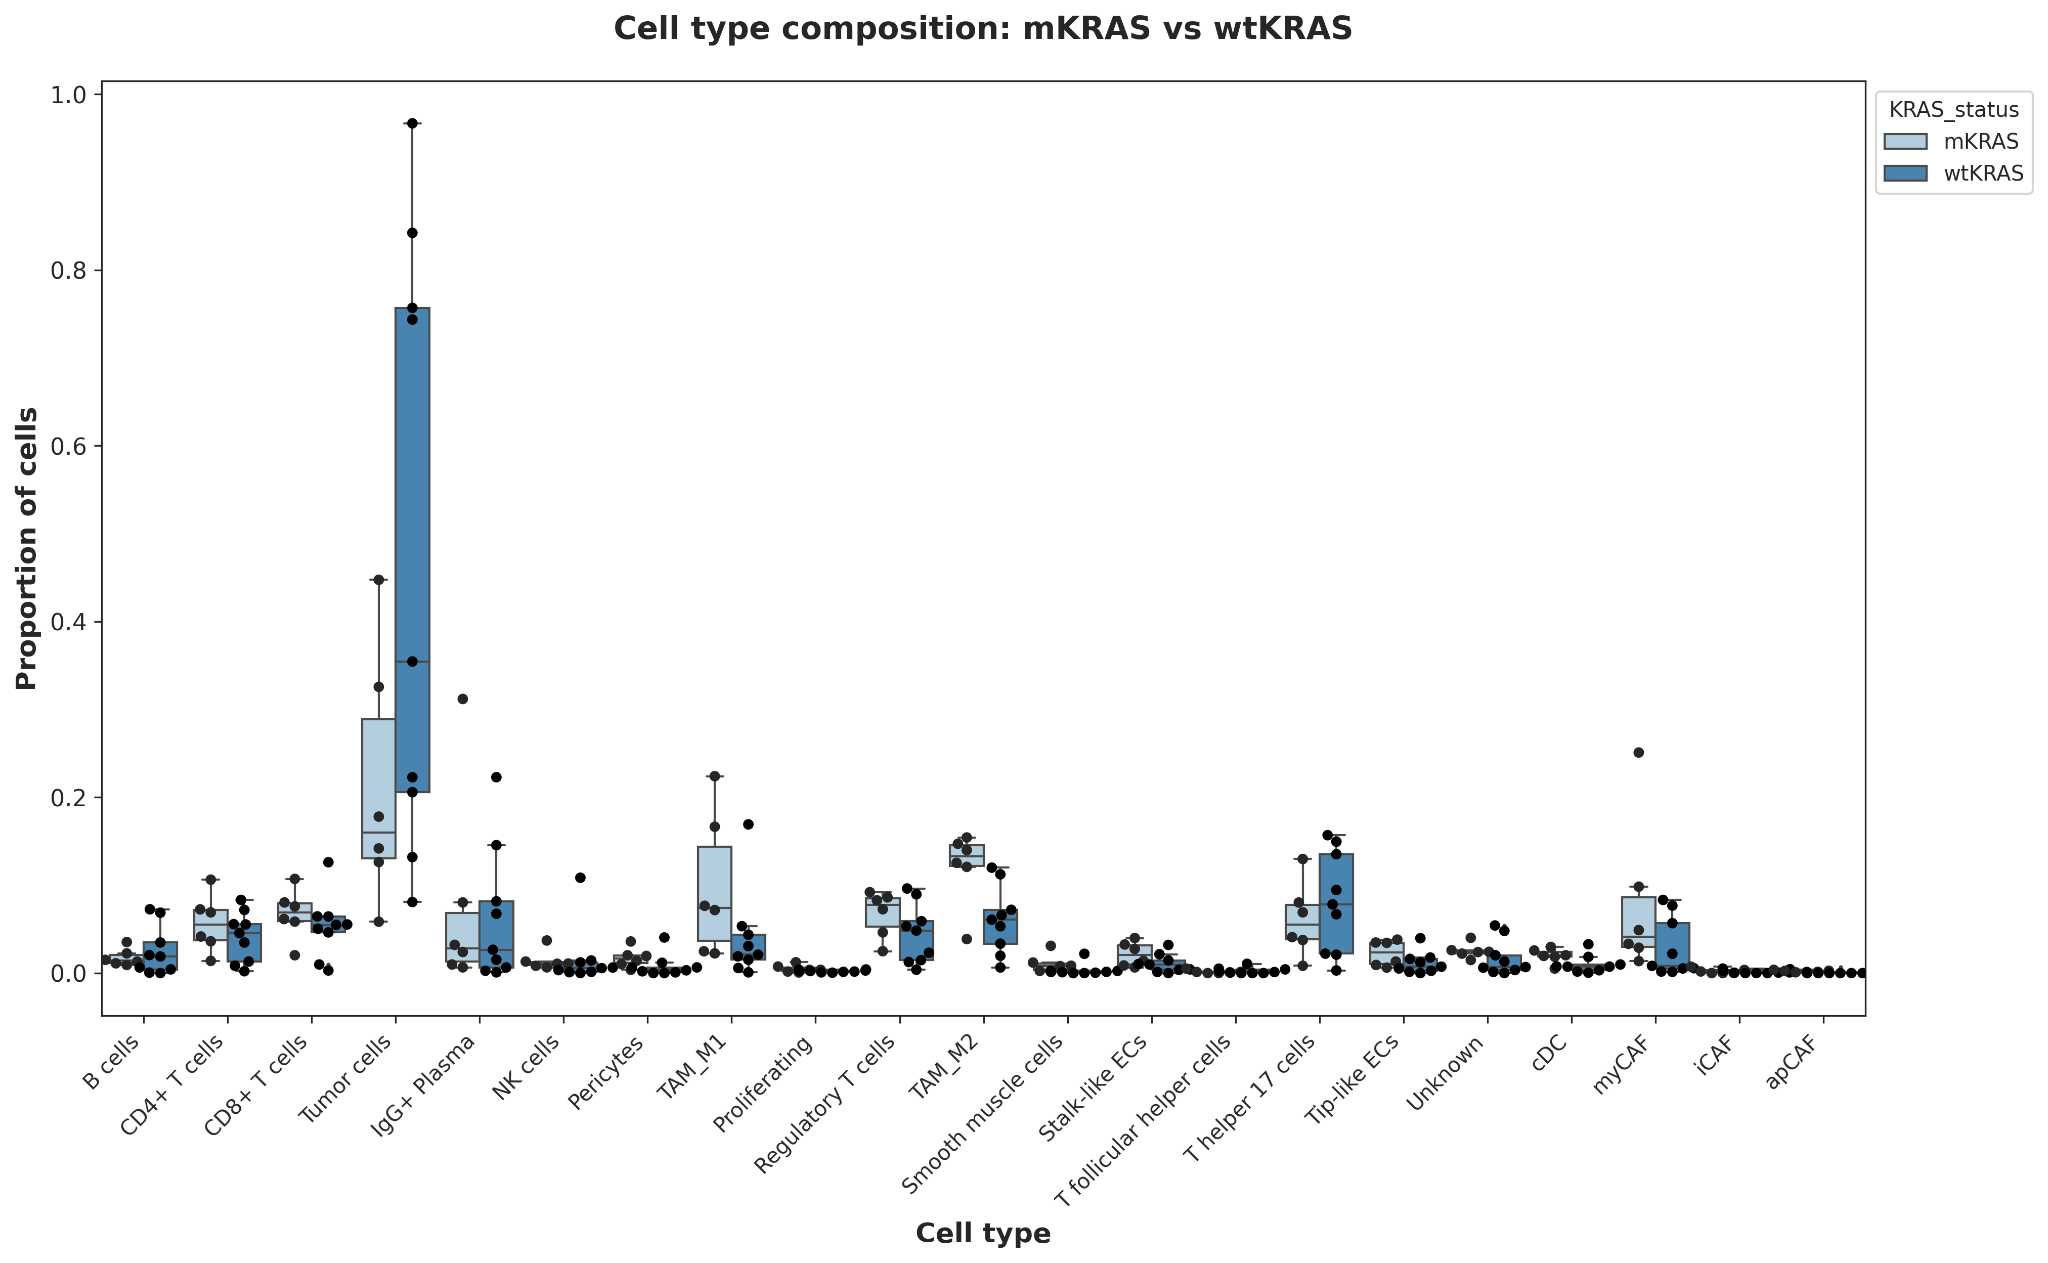 Cell type composition: mKRAS vs wtKRAS
KRAS_status
mKRAS
wtKRAS
Proportion of cells
1.0
0.8
0.6
0.4
0.2
0.0
B cells
CD4+ T cells
CD8+ T cells
Tumor cells
IgG+ Plasma
NK cells
Pericytes
TAM_M1
Proliferating
Regulatory T cells
TAM_M2
Smooth muscle cells
Stalk-like ECs
T follicular helper cells
T helper 17 cells
Tip-like ECs
Unknown
cDC
myCAF
iCAF
apCAF
Cell type